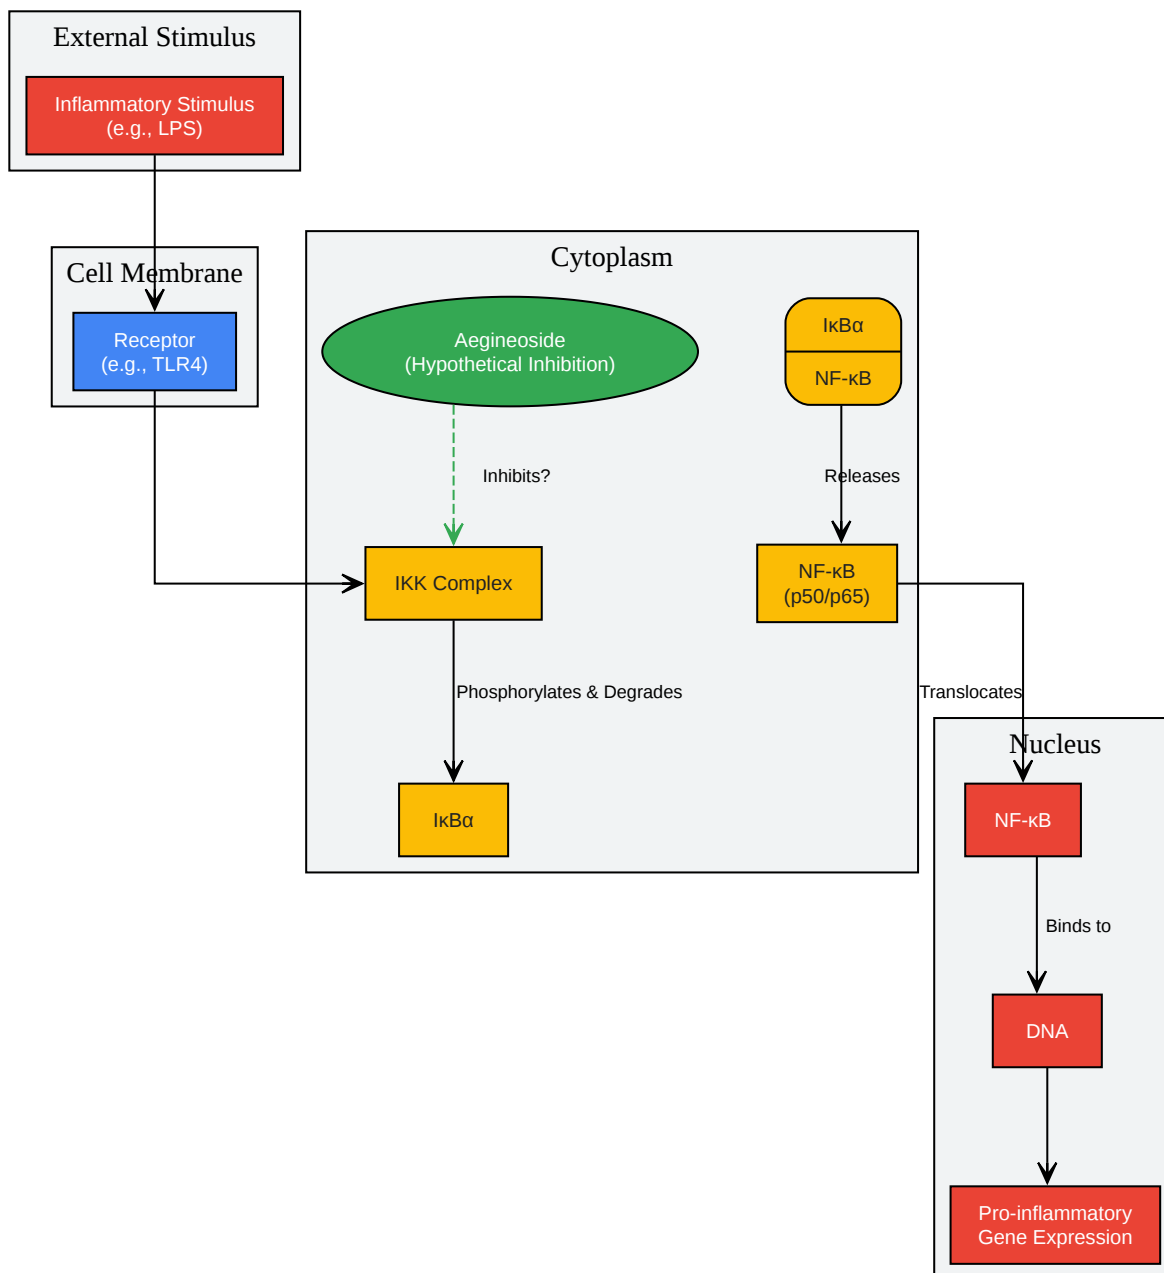 External Stimulus
Inflammatory Stimulus
(e.g., LPS)
Cell Membrane
Receptor
(e.g., TLR4)
Cytoplasm
Aegineoside
(Hypothetical Inhibition)
IκBα
NF-κB
Inhibits?
Releases
IKK Complex
NF-κB
(p50/p65)
Phosphorylates & Degrades
Translocates
IκBα
Nucleus
NF-κB
Binds to
DNA
Pro-inflammatory
Gene Expression